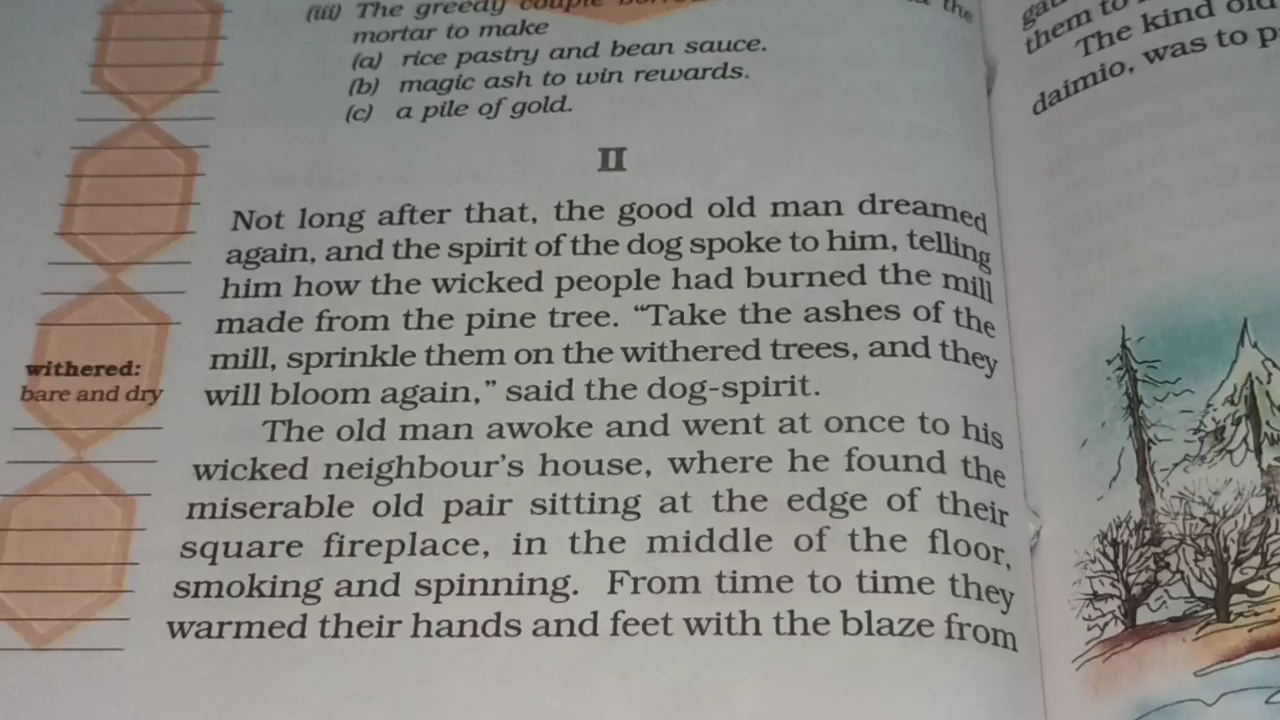 (iii) The greedy couple
mortar to make
(a) rice pastry and bean sauce.
(b) magic ash to win rewards.
(c) a pile of gold.
II
Not long after that, the good old man dreamed
again, and the spirit of the dog spoke to him, telling
him how the wicked people had burned the mill
made from the pine tree. “Take the ashes of the
mill, sprinkle them on the withered trees, and they
will bloom again,” said the dog-spirit.
The old man awoke and went at once to his
wicked neighbour’s house, where he found the
miserable old pair sitting at the edge of their
square fireplace, in the middle of the floor,
smoking and spinning. From time to time they
warmed their hands and feet with the blaze from
withered:
bare and dry
the
them to
The kind old
daimio, was to